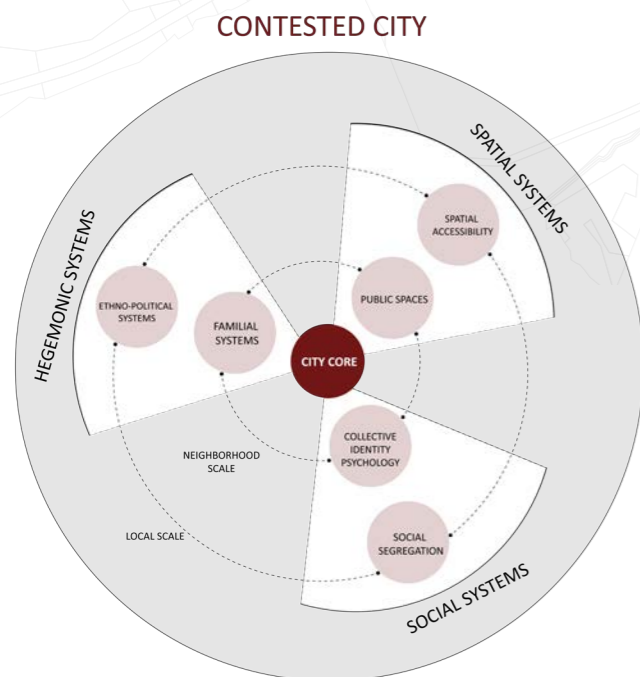 CONTESTED CITY
SPATIAL SYSTEMS
HEGEMONIC SYSTEMS
SPATIAL
ACCESSIBILITY
PUBLIC SPACES
ETHNO-POLITICAL
SYSTEMS
FAMILIAL
SYSTEMS
CITY CORE
COLLECTIVE
IDENTITY
PSYCHOLOGY
NEIGHBORHOOD
SCALE
LOCAL SCALE
SOCIAL
SEGREGATION
SOCIAL SYSTEMS